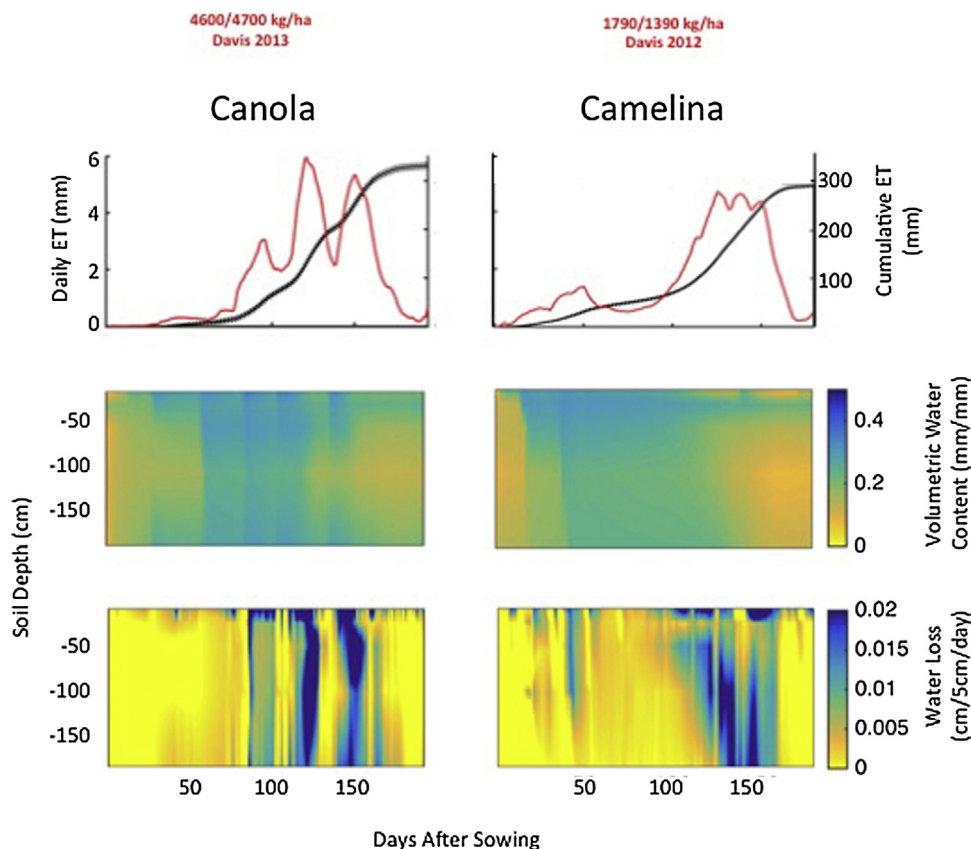 4600/4700 kg/ha
Davis 2013
1790/1390 kg/ha
Davis 2012
Canola
Camelina
Daily ET (mm)
6
4
2
0
300
200
100
Cumulative ET
(mm)
Soil Depth (cm)
-50
-100
-150
0.4
0.2
0
Volumetric Water
Content (mm/mm)
-50
-100
-150
0.02
0.015
0.01
0.005
0
Water Loss
(cm/5cm/day)
50
100
150
50
100
150
Days After Sowing